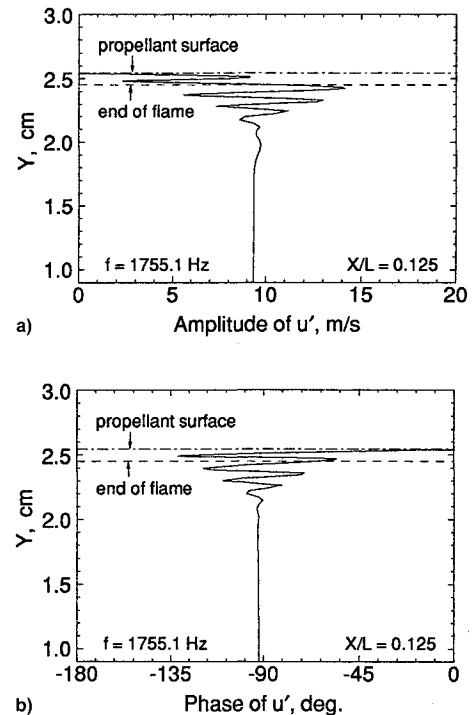 3.0
propellant surface
2.5
end of flame
2.0
Y, cm
1.5
f = 1755.1 Hz X/L = 0.125
1.0
0 5 10 15 20
a) Amplitude of u′, m/s
3.0
propellant surface
2.5
end of flame
2.0
Y, cm
1.5
f = 1755.1 Hz X/L = 0.125
1.0
-180 -135 -90 -45 0
b) Phase of u′, deg.